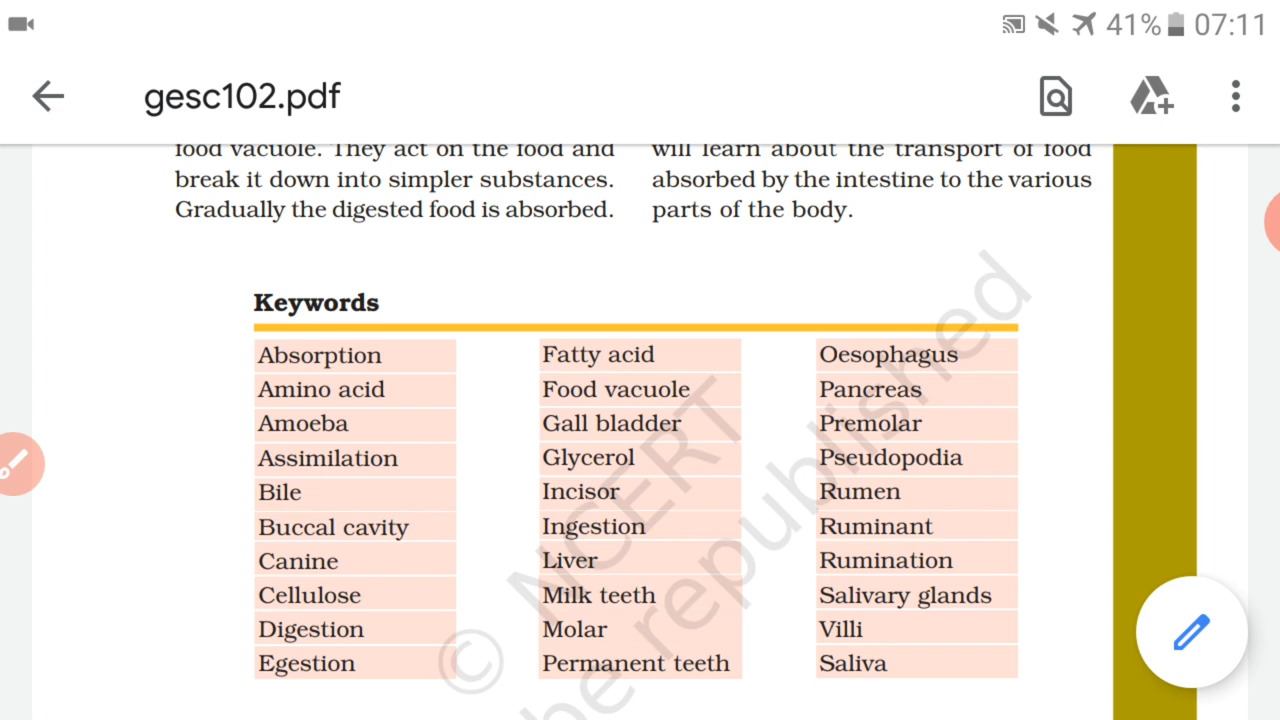 41% 07:11
gesc102.pdf
food vacuole. They act on the food and
break it down into simpler substances.
Gradually the digested food is absorbed.
will learn about the transport of food
absorbed by the intestine to the various
parts of the body.
Keywords
Absorption
Amino acid
Amoeba
Assimilation
Bile
Buccal cavity
Canine
Cellulose
Digestion
Egestion
Fatty acid
Food vacuole
Gall bladder
Glycerol
Incisor
Ingestion
Liver
Milk teeth
Molar
Permanent teeth
Oesophagus
Pancreas
Premolar
Pseudopodia
Rumen
Ruminant
Rumination
Salivary glands
Villi
Saliva
© NCERT
be republished